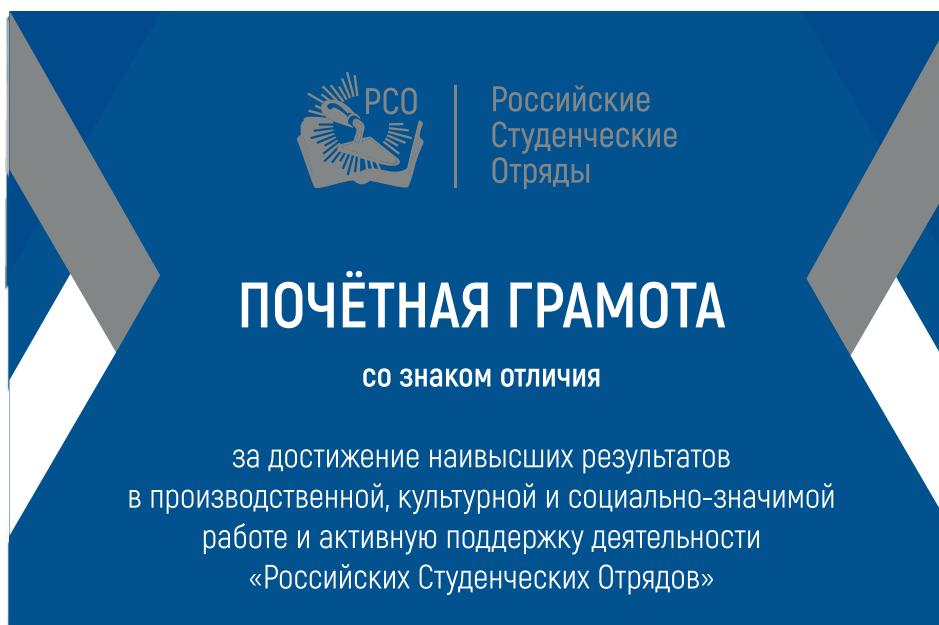 РСО
Российские
Студенческие
Отряды
ПОЧЁТНАЯ ГРАМОТА
со знаком отличия
за достижение наивысших результатов
в производственной, культурной и социально-значимой
работе и активную поддержку деятельности
«Российских Студенческих Отрядов»